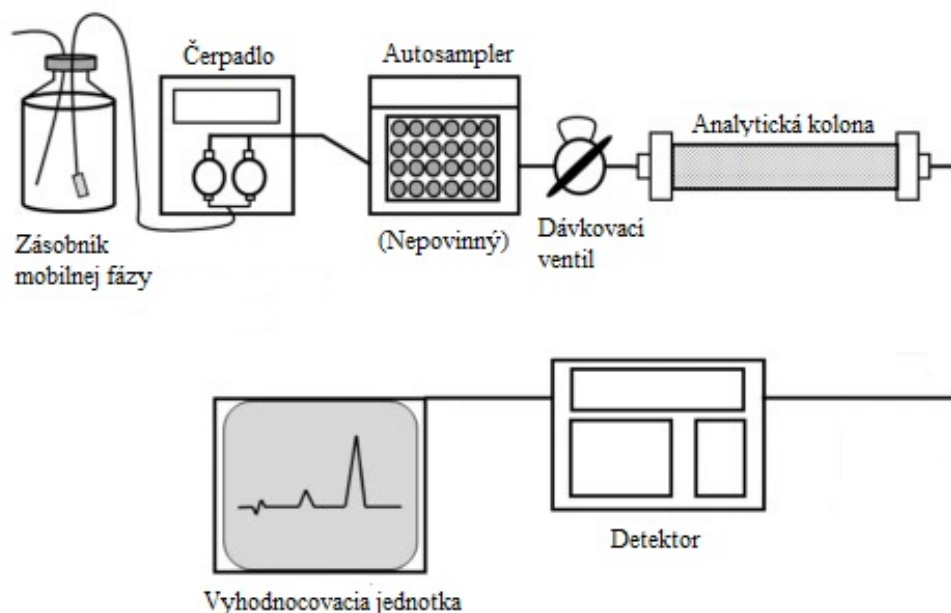 Čerpadlo
Autosampler
Analytická kolona
(Nepovinný)
Dávkovací
ventil
Zásobník
mobilnej fázy
Detektor
Vyhodnocovacia jednotka